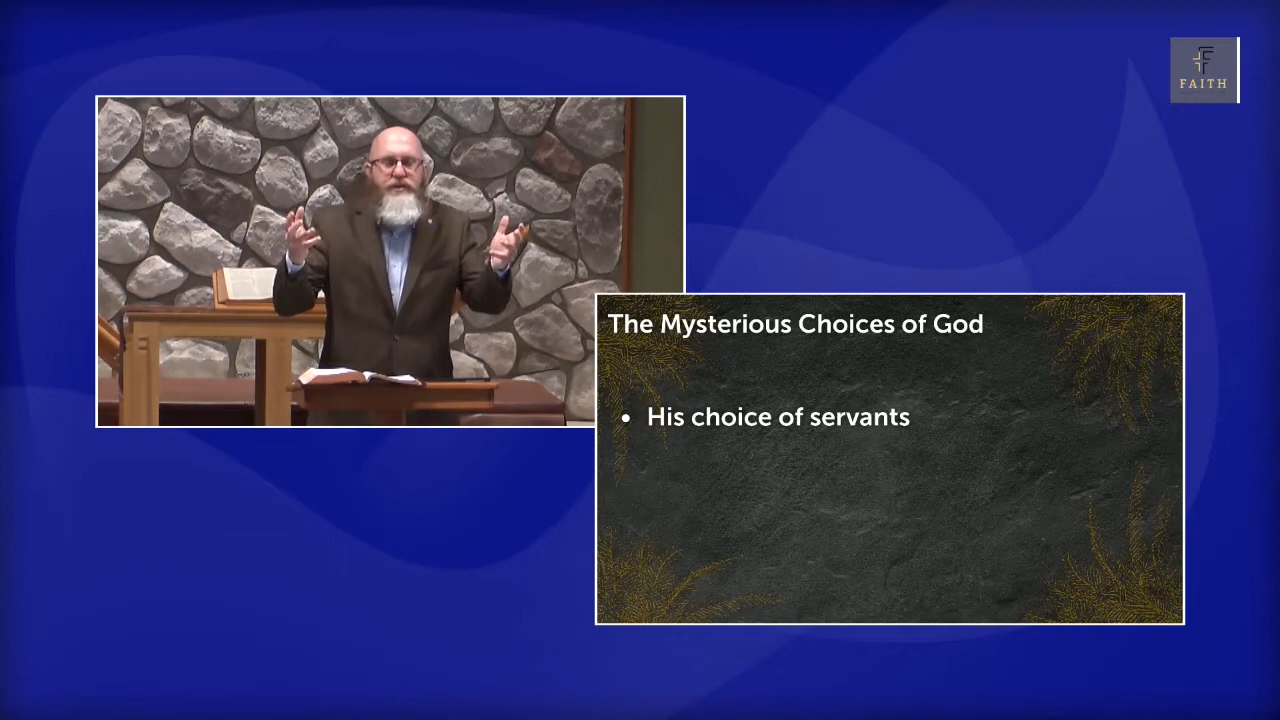 FAITH
The Mysterious Choices of God
• His choice of servants